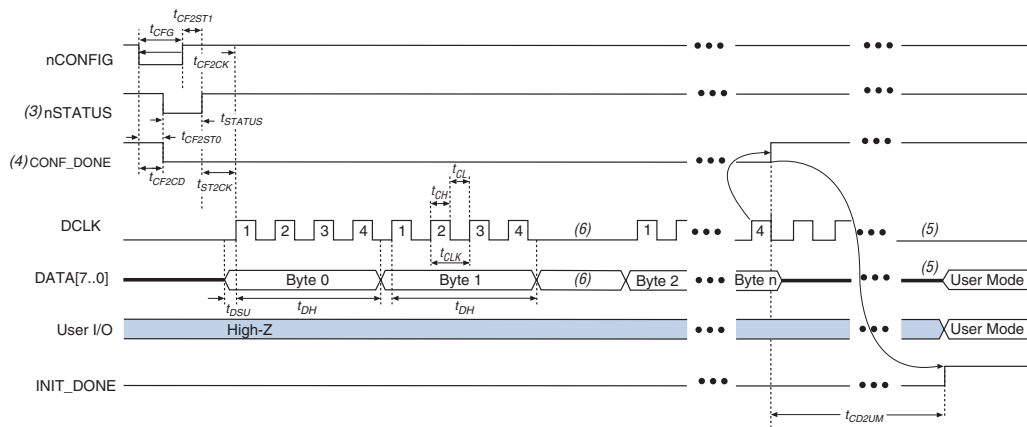 tCF2ST1
tCFG
nCONFIG
tCF2CK
(3) nSTATUS
tSTATUS
tCF2ST0
(4) CONF_DONE
tCF2CD
tST2CK
tCL
tCH
DCLK 1 2 3 4 1 2 3 4 (6) 1 4 (5)
tCLK
DATA[7..0] Byte 0 Byte 1 (6) Byte 2 Byte n (5) User Mode
tDSU tDH tDH
User I/O High-Z User Mode
INIT_DONE
tCD2UM